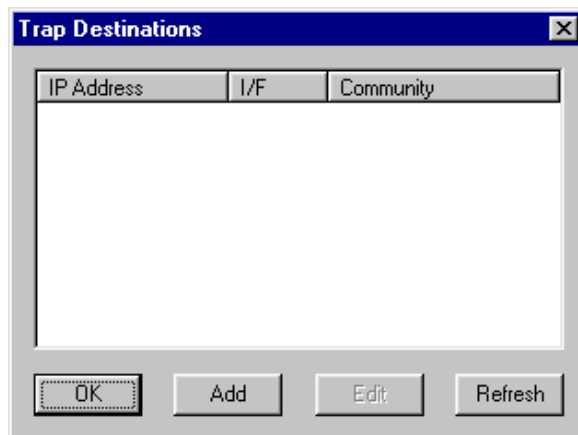 Trap Destinations
IP Address I/F Community
OK Add Edit Refresh